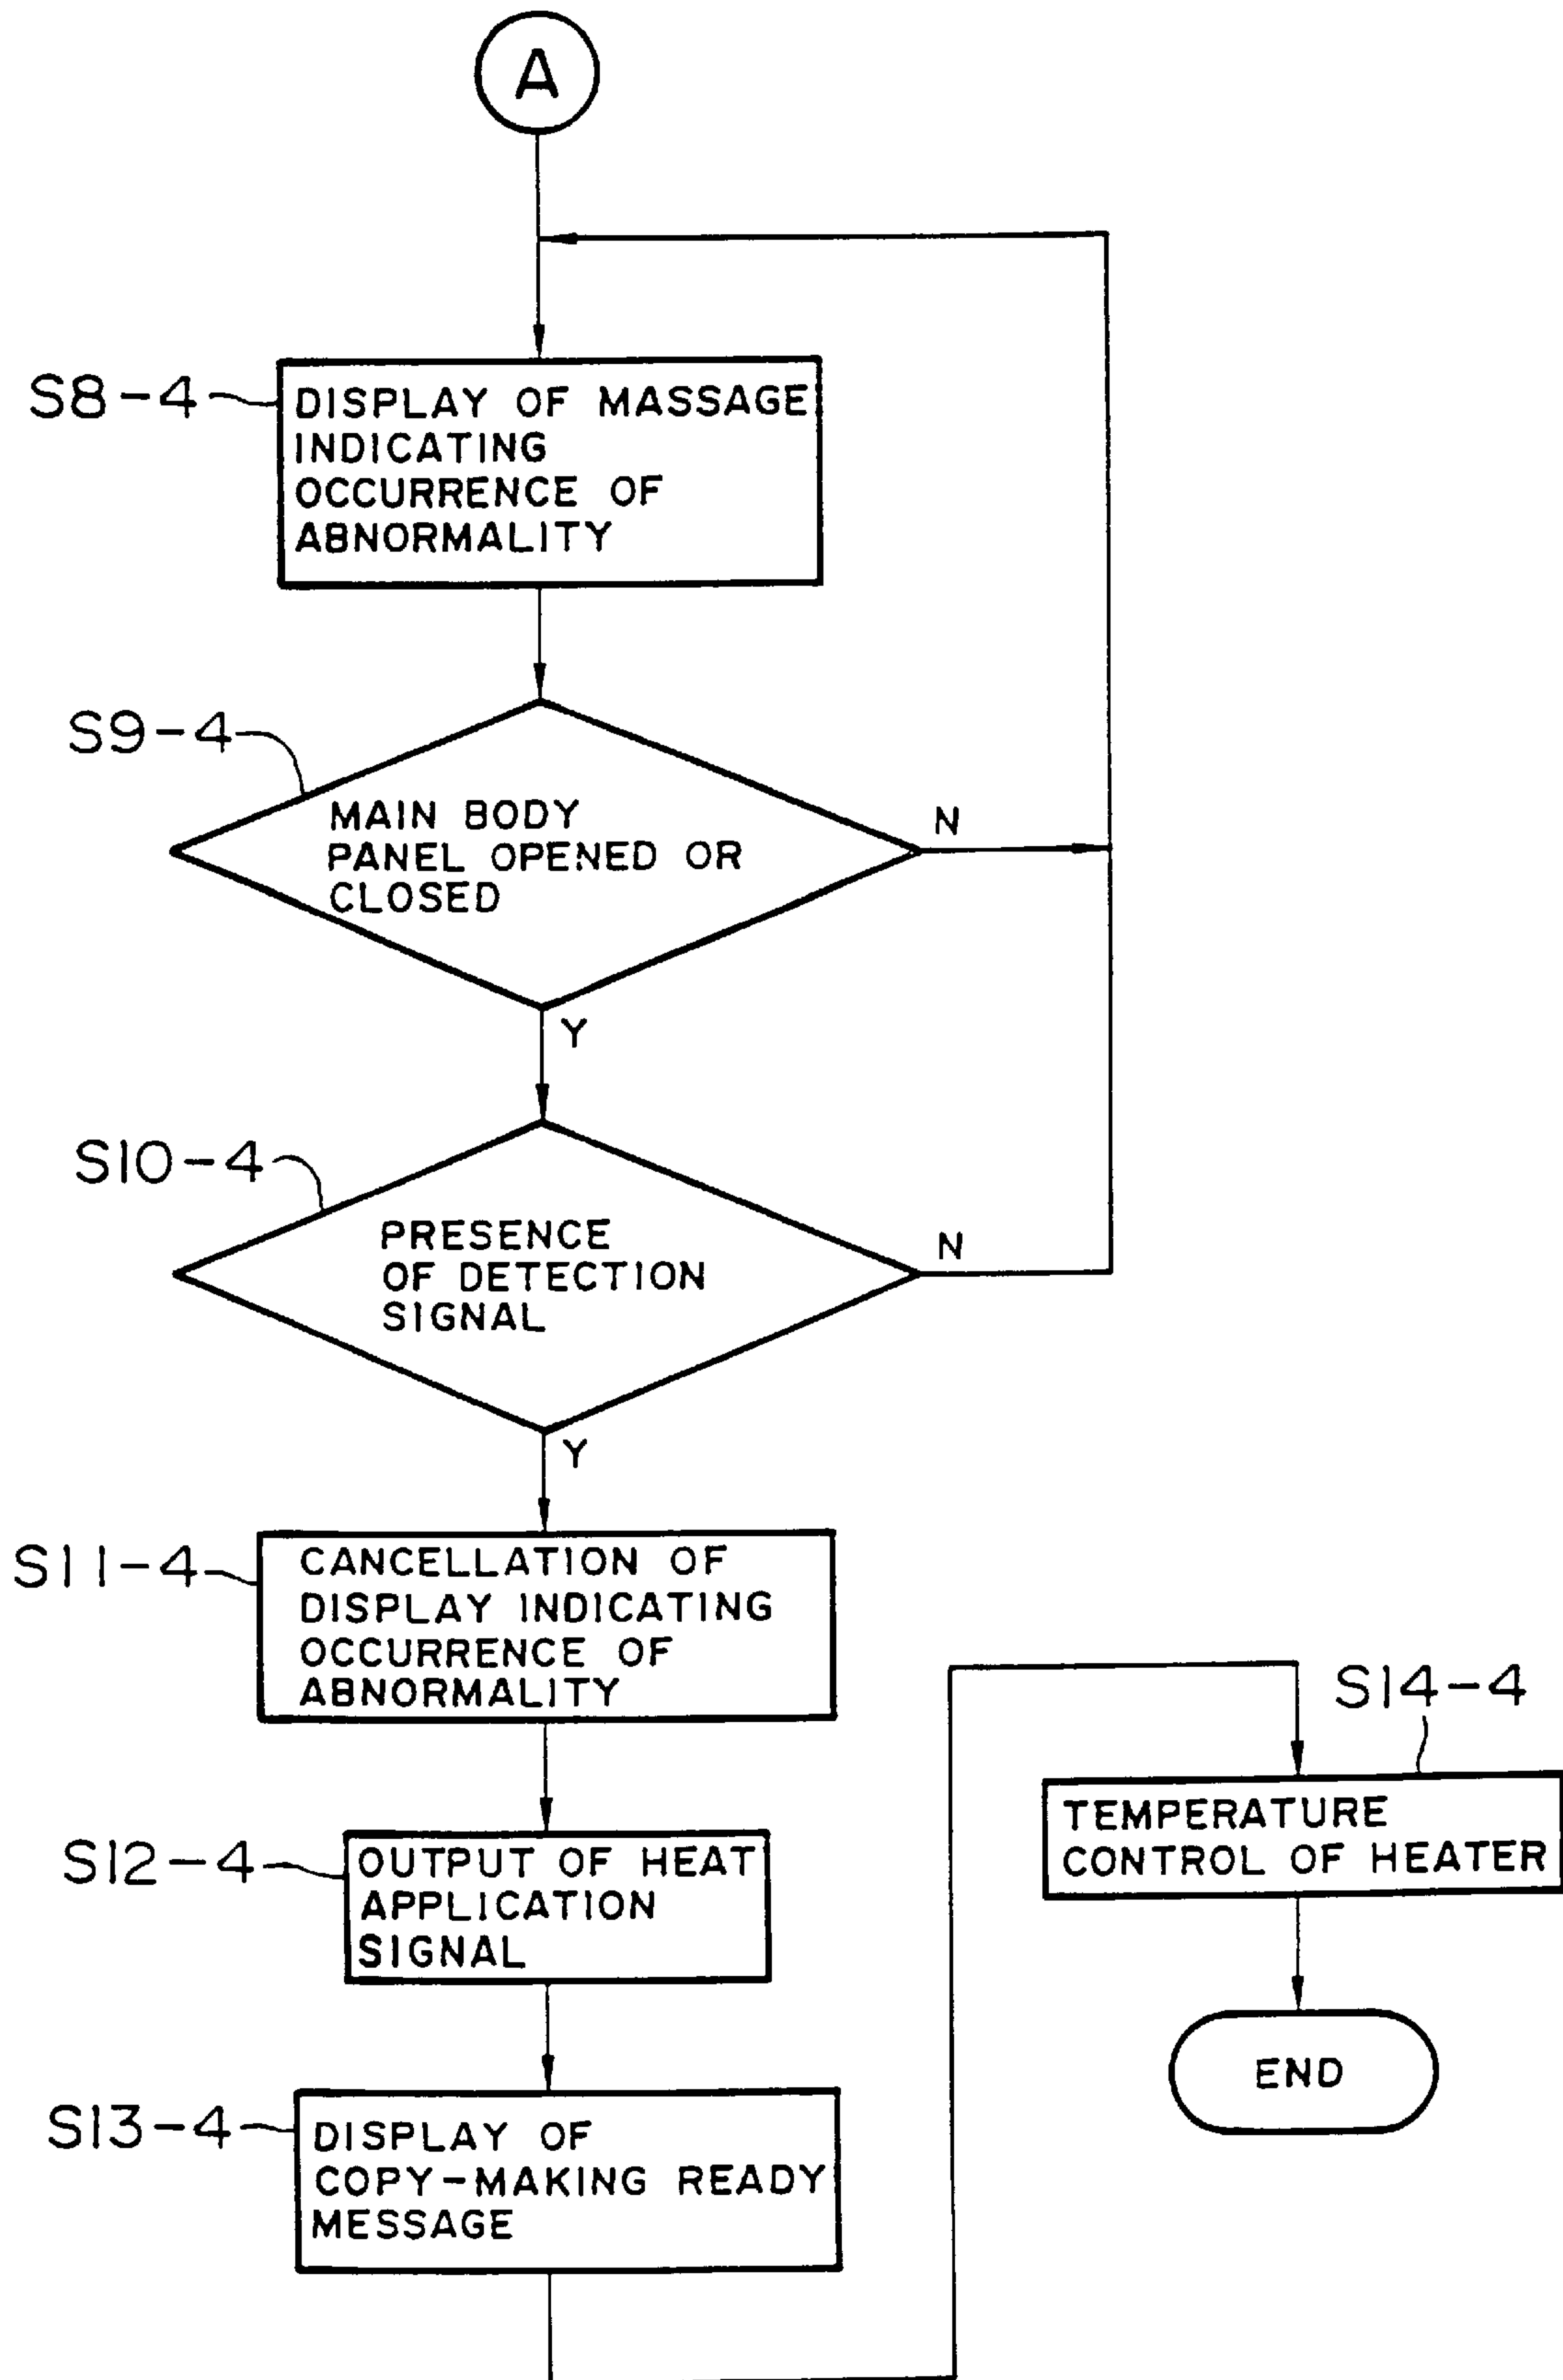 A
S8-4
DISPLAY OF MASSAGE
INDICATING
OCCURRENCE OF
ABNORMALITY
S9-4
MAIN BODY
PANEL OPENED OR
CLOSED
N
Y
S10-4
PRESENCE
OF DETECTION
SIGNAL
N
Y
S11-4
CANCELLATION OF
DISPLAY INDICATING
OCCURRENCE OF
ABNORMALITY
S12-4
OUTPUT OF HEAT
APPLICATION
SIGNAL
S13-4
DISPLAY OF
COPY-MAKING READY
MESSAGE
S14-4
TEMPERATURE
CONTROL OF HEATER
END